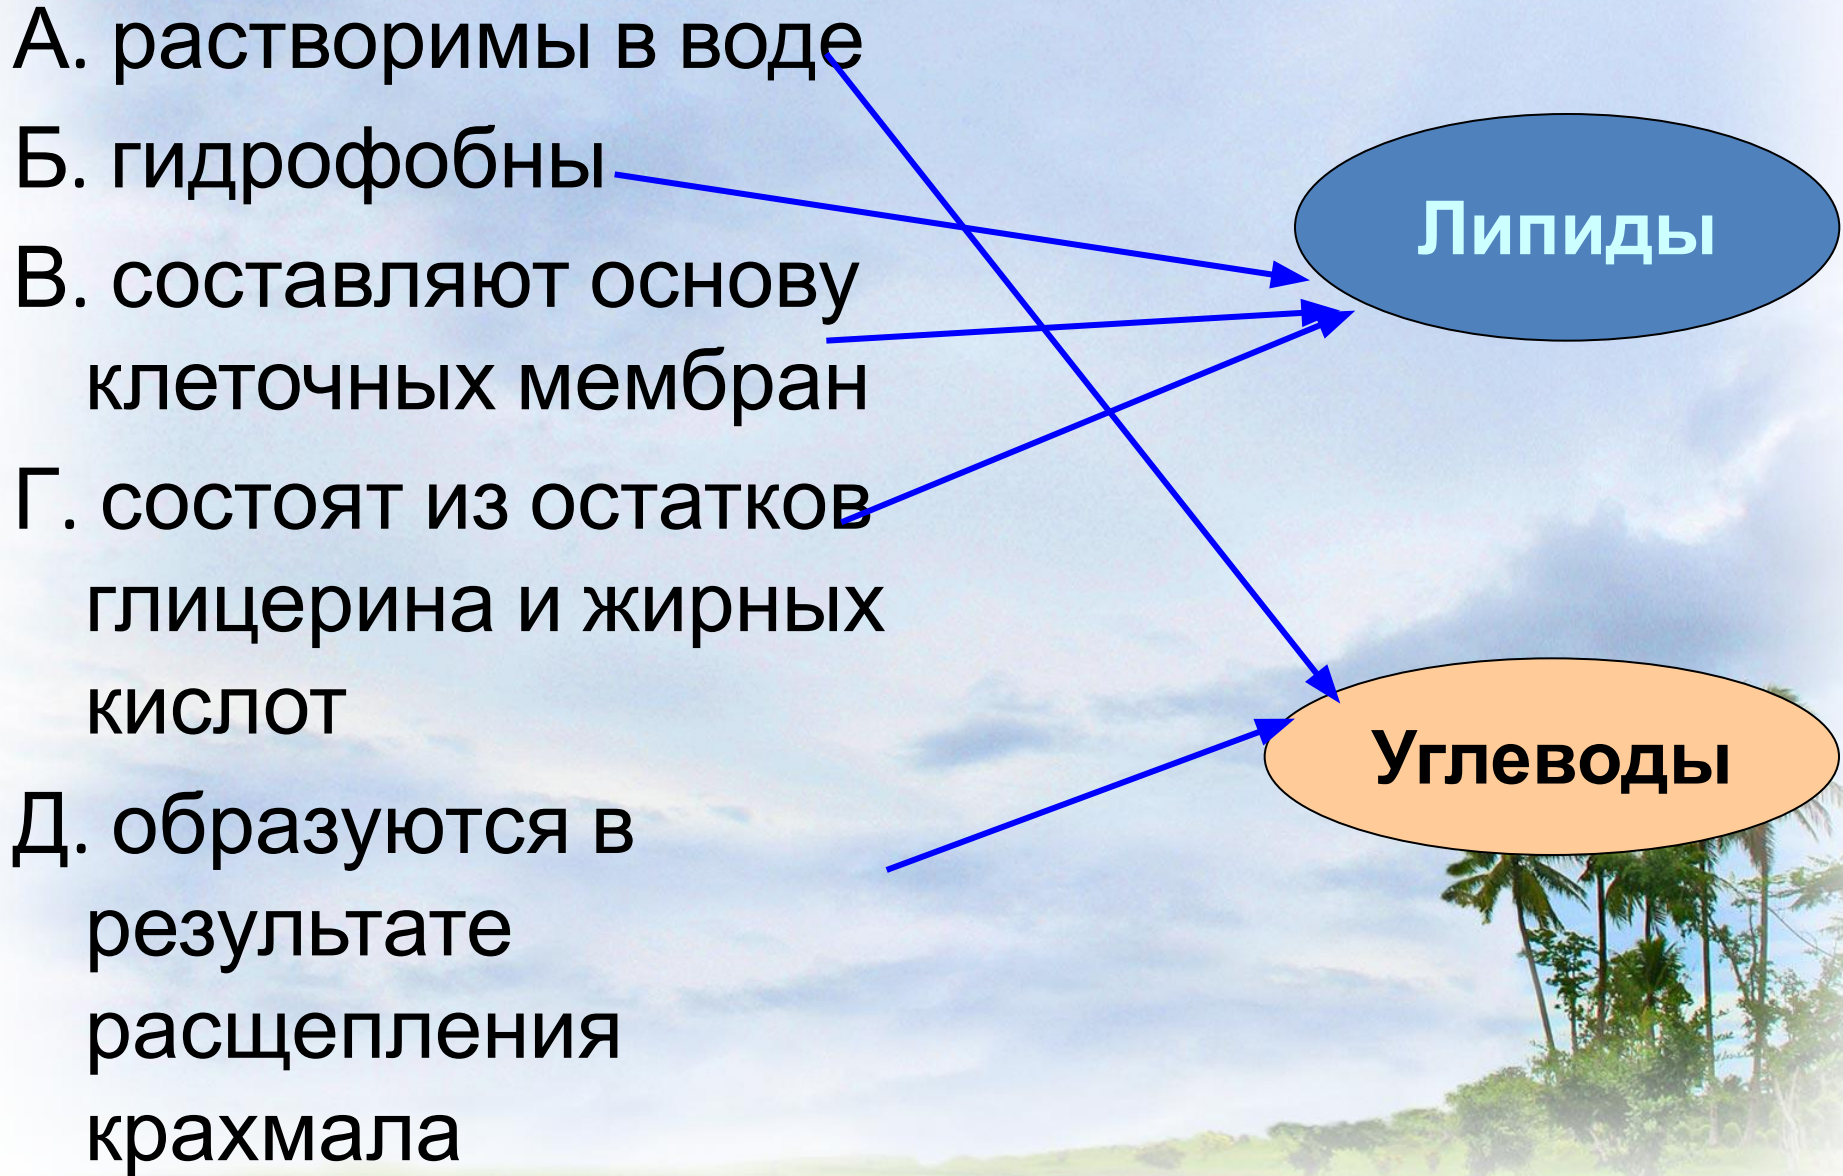 А. растворимы в воде
Б. гидрофобны
В. составляют основу
клеточных мембран
Г. состоят из остатков
глицерина и жирных
кислот
Д. образуются в
результате
расщепления
крахмала
Липиды
Углеводы